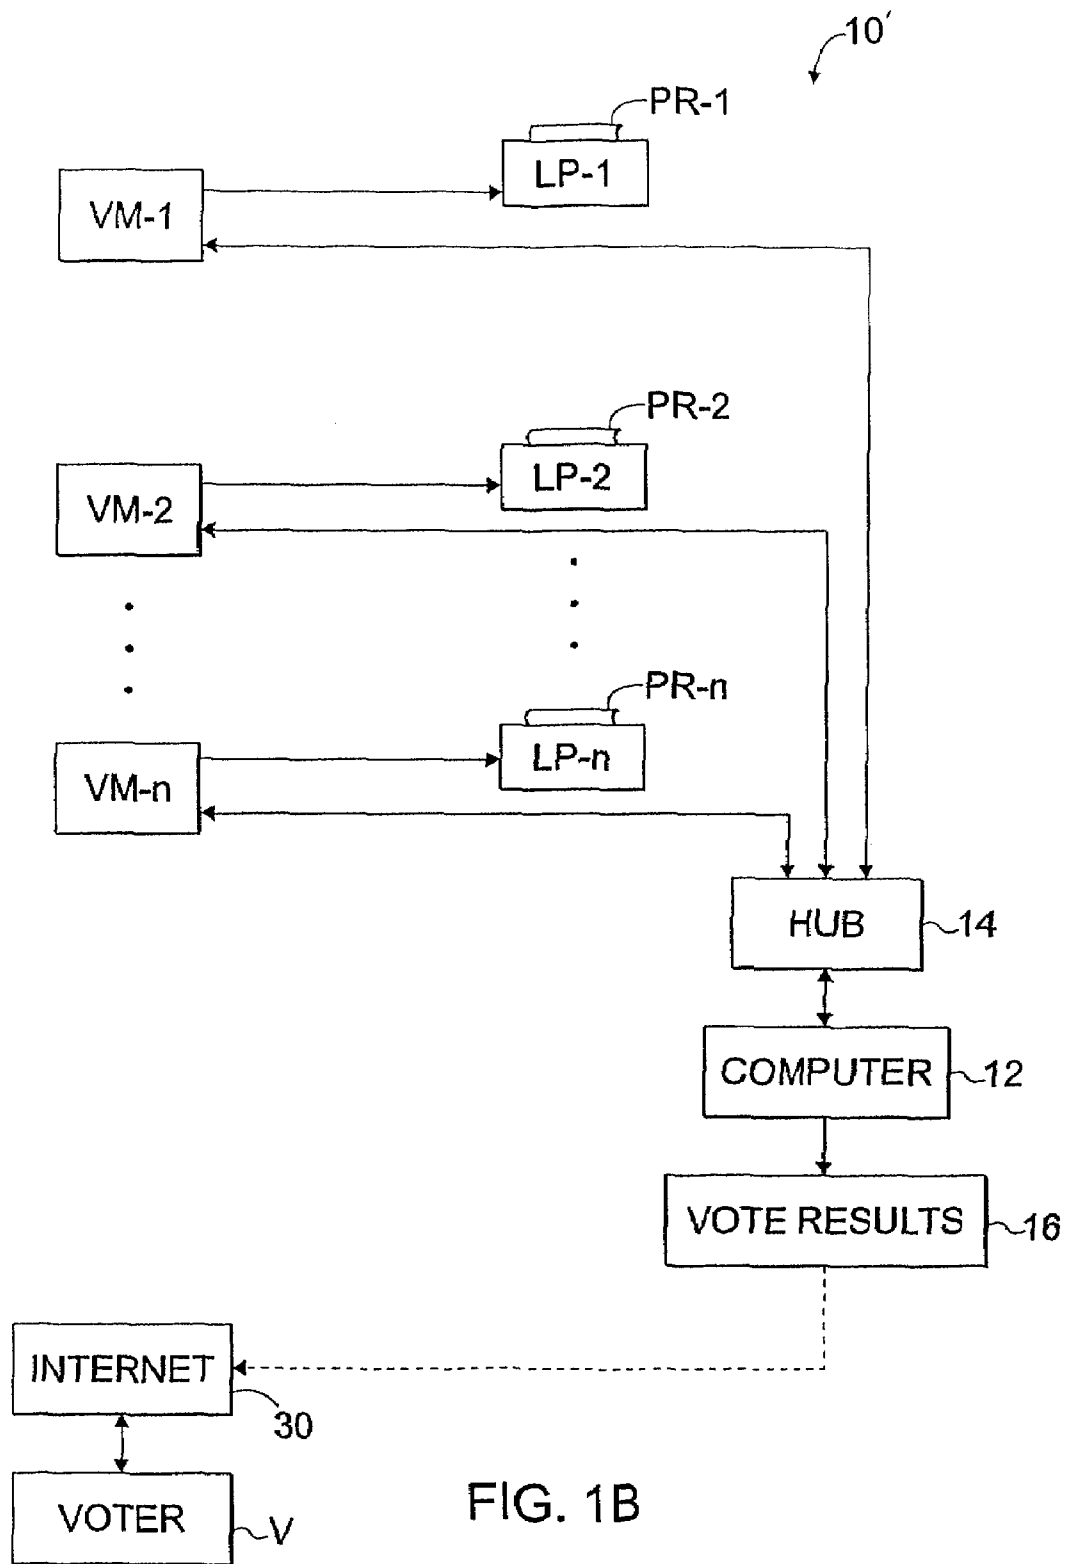 10'
PR-1
LP-1
VM-1
PR-2
LP-2
VM-2
PR-n
LP-n
VM-n
HUB 14
COMPUTER 12
VOTE RESULTS 16
INTERNET
30
VOTER V
FIG. 1B